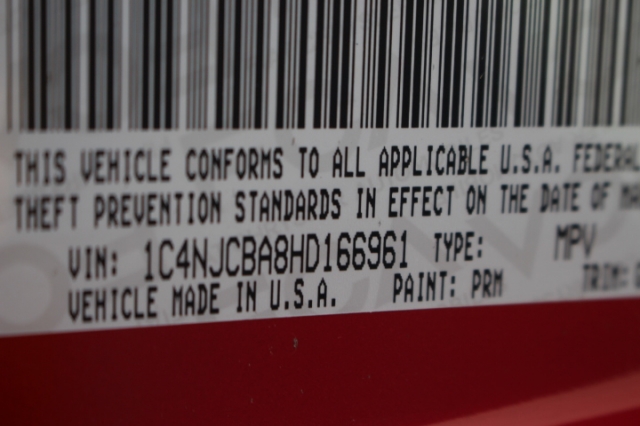 THIS VEHICLE CONFORMS TO ALL APPLICABLE U.S.A. FEDERAL
THEFT PREVENTION STANDARDS IN EFFECT ON THE DATE OF
VIN: 1C4NJCBA8HD166961 TYPE: MPV
VEHICLE MADE IN U.S.A. PAINT: PRM TRIM: